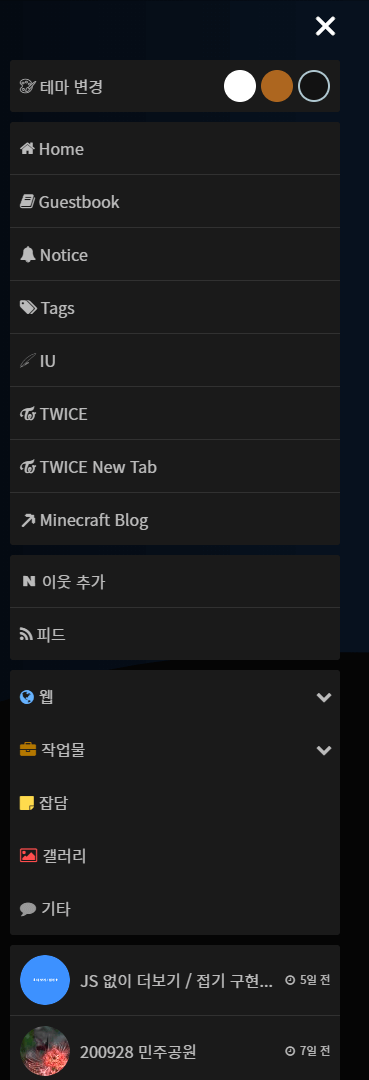 테마 변경
Home
Guestbook
Notice
Tags
IU
TWICE
TWICE New Tab
Minecraft Blog
N 이웃 추가
피드
웹
작업물
잡담
갤러리
기타
JS 없이 더보기 / 접기 구현... 5일 전
200928 민주공원 7일 전